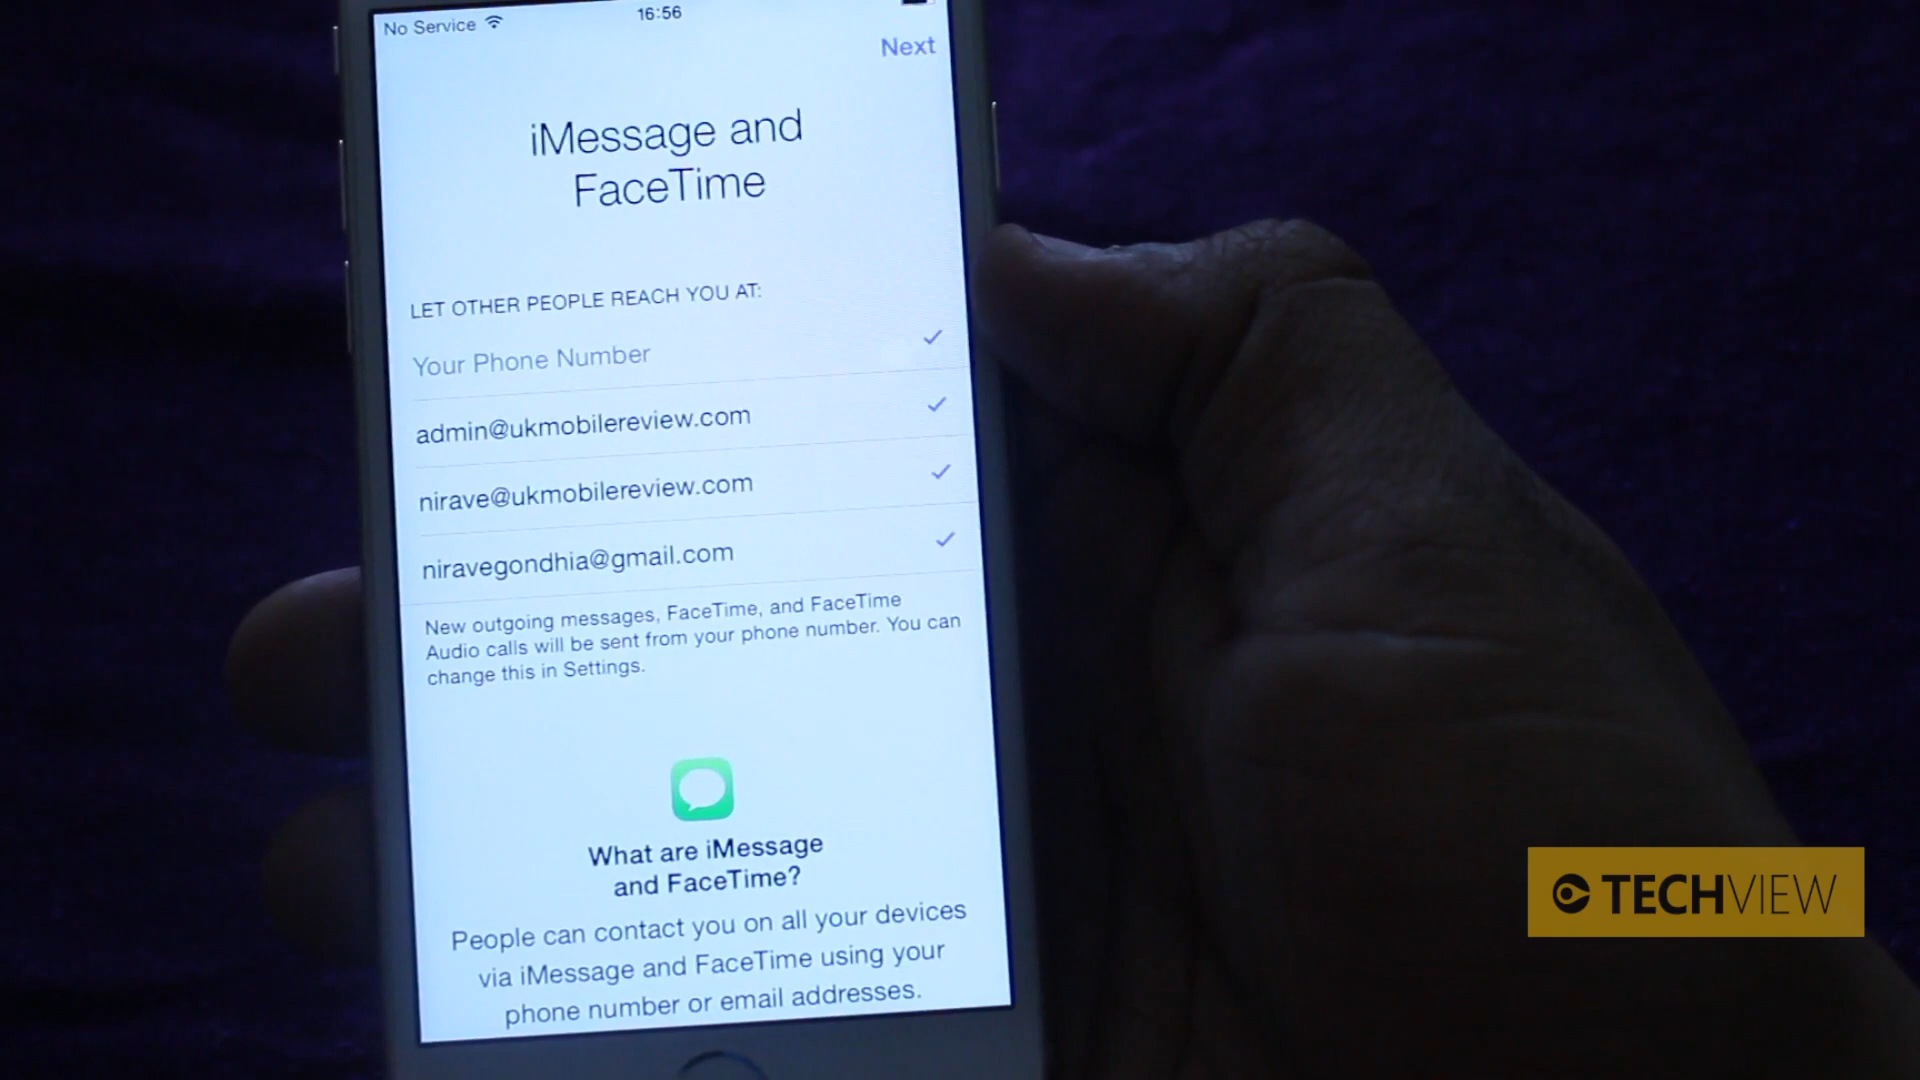 No Service
16:56
Next
iMessage and
FaceTime
LET OTHER PEOPLE REACH YOU AT:
Your Phone Number
admin@ukmobilereview.com
nirave@ukmobilereview.com
niravegondhia@gmail.com
New outgoing messages, FaceTime, and FaceTime
Audio calls will be sent from your phone number. You can
change this in Settings.
What are iMessage
and FaceTime?
People can contact you on all your devices
via iMessage and FaceTime using your
phone number or email addresses.
TECHVIEW